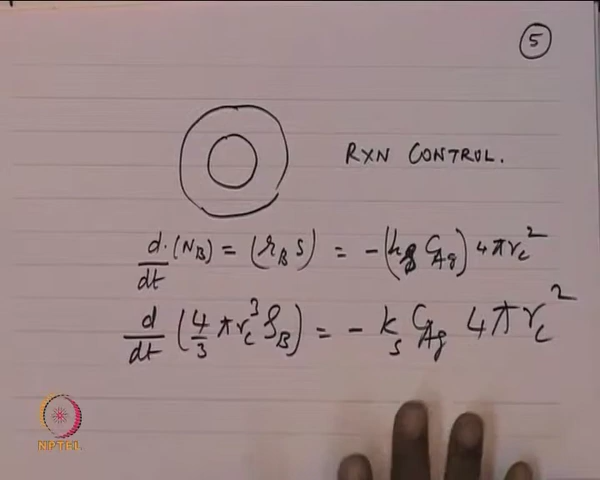 5
RXN CONTROL.
d/dt (N_B) = (r_B s) = -(k_s C_Ag) 4πr_c^2
d/dt (4/3 πr_c^3 ρ_B) = - k_s C_Ag 4πr_c^2
NPTEL